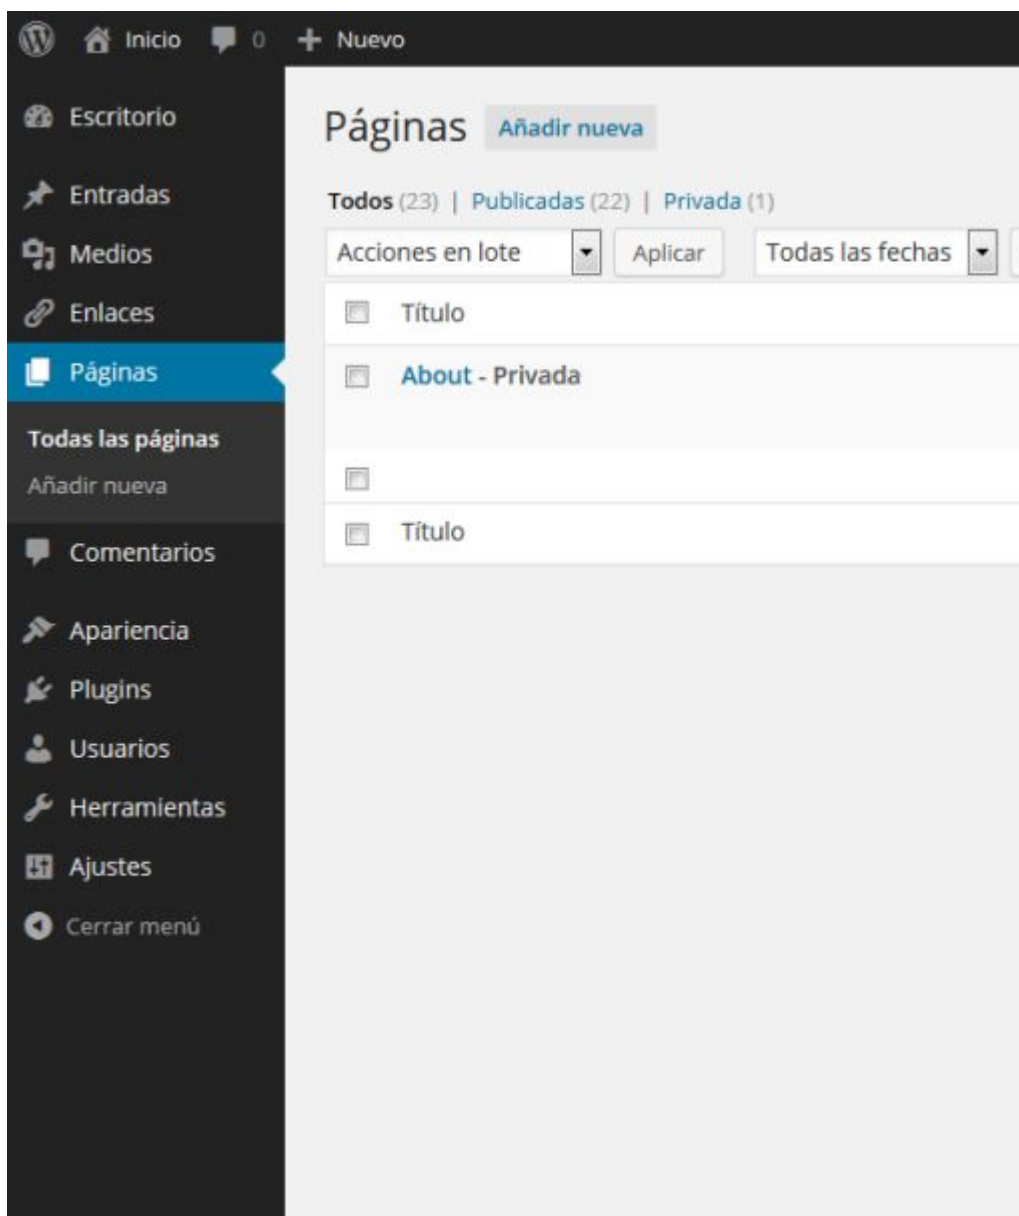 Inicio 0 + Nuevo
Escritorio
Entradas
Medios
Enlaces
Páginas
Todas las páginas
Añadir nueva
Comentarios
Apariencia
Plugins
Usuarios
Herramientas
Ajustes
Cerrar menú
Páginas Añadir nueva
Todos (23) | Publicadas (22) | Privada (1)
Acciones en lote Aplicar Todas las fechas
Título
About - Privada
Título